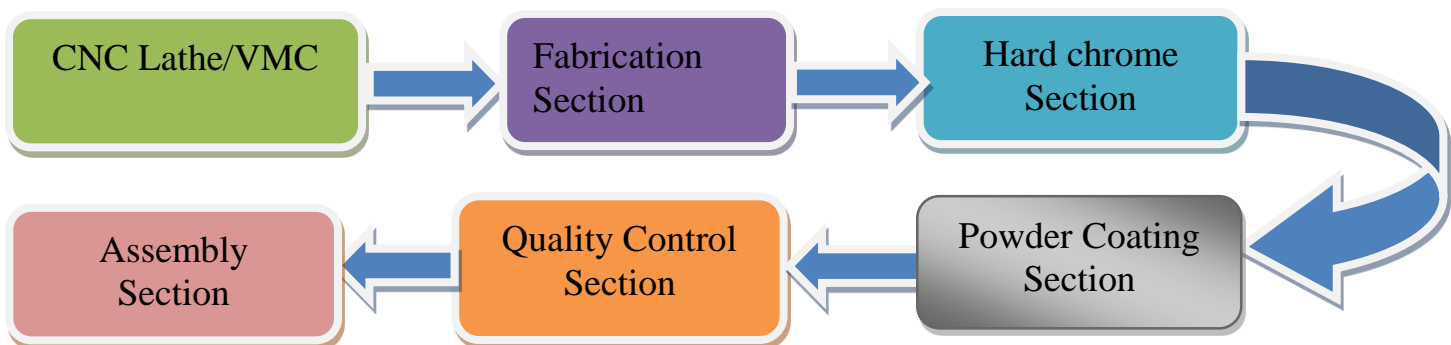 CNC Lathe/VMC
Fabrication
Section
Hard chrome
Section
Powder Coating
Section
Quality Control
Section
Assembly
Section